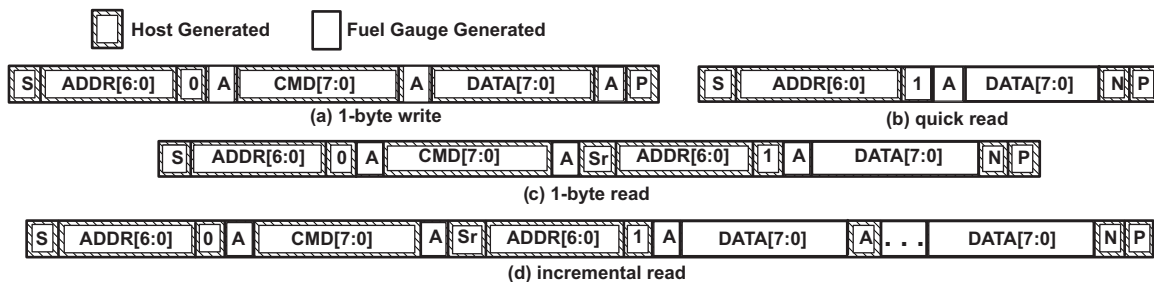 Host Generated Fuel Gauge Generated
S ADDR[6:0] 0 A CMD[7:0] A DATA[7:0] A P
(a) 1-byte write
S ADDR[6:0] 1 A DATA[7:0] N P
(b) quick read
S ADDR[6:0] 0 A CMD[7:0] A Sr ADDR[6:0] 1 A DATA[7:0] N P
(c) 1-byte read
S ADDR[6:0] 0 A CMD[7:0] A Sr ADDR[6:0] 1 A DATA[7:0] A . . . DATA[7:0] N P
(d) incremental read